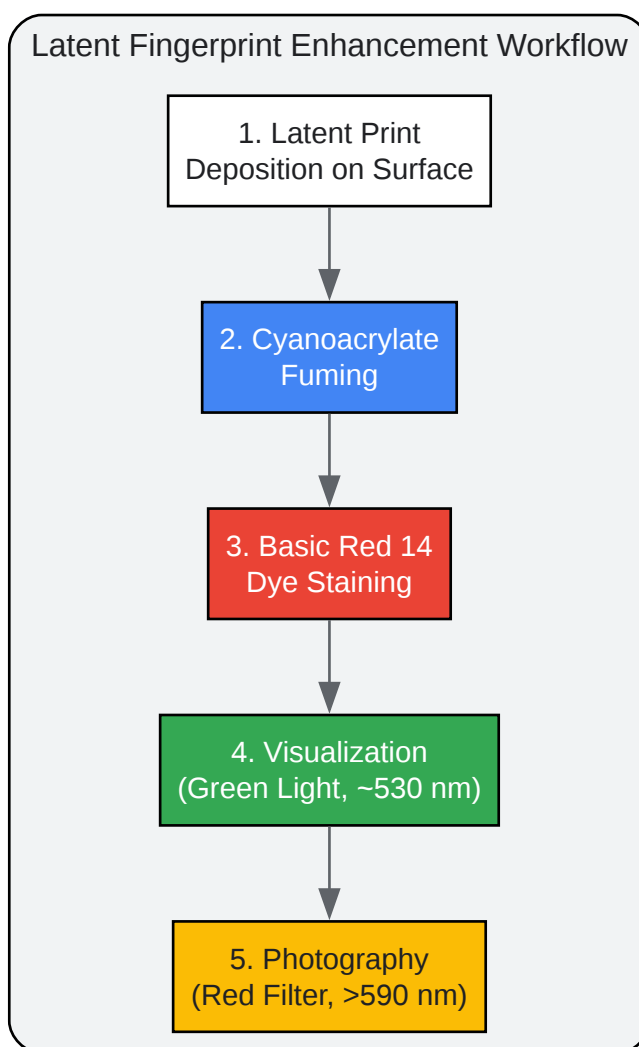 Latent Fingerprint Enhancement Workflow
1. Latent Print
Deposition on Surface
2. Cyanoacrylate
Fuming
3. Basic Red 14
Dye Staining
4. Visualization
(Green Light, ~530 nm)
5. Photography
(Red Filter, >590 nm)